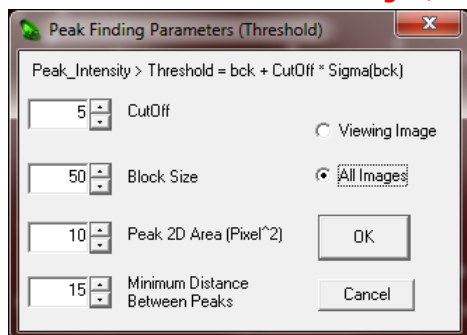 Peak Finding Parameters (Threshold)
Peak_Intensity > Threshold = bck + CutOff * Sigma(bck)
5 CutOff
Viewing Image
50 Block Size
All Images
10 Peak 2D Area (Pixel^2)
OK
15 Minimum Distance
Between Peaks
Cancel